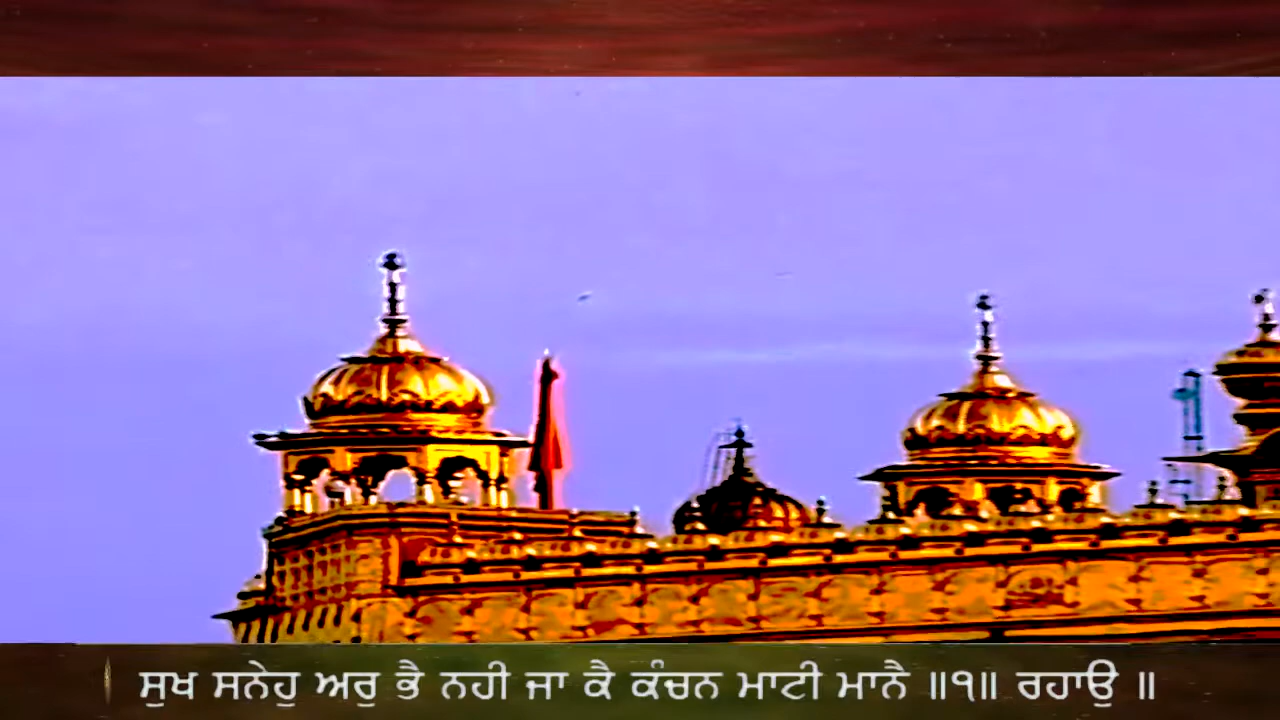 ਸੁਖ ਸਨੇਹੁ ਅਰੁ ਭੈ ਨਹੀ ਜਾ ਕੈ ਕੰਚਨ ਮਾਟੀ ਮਾਨੈ ॥੧॥ ਰਹਾਉ ॥